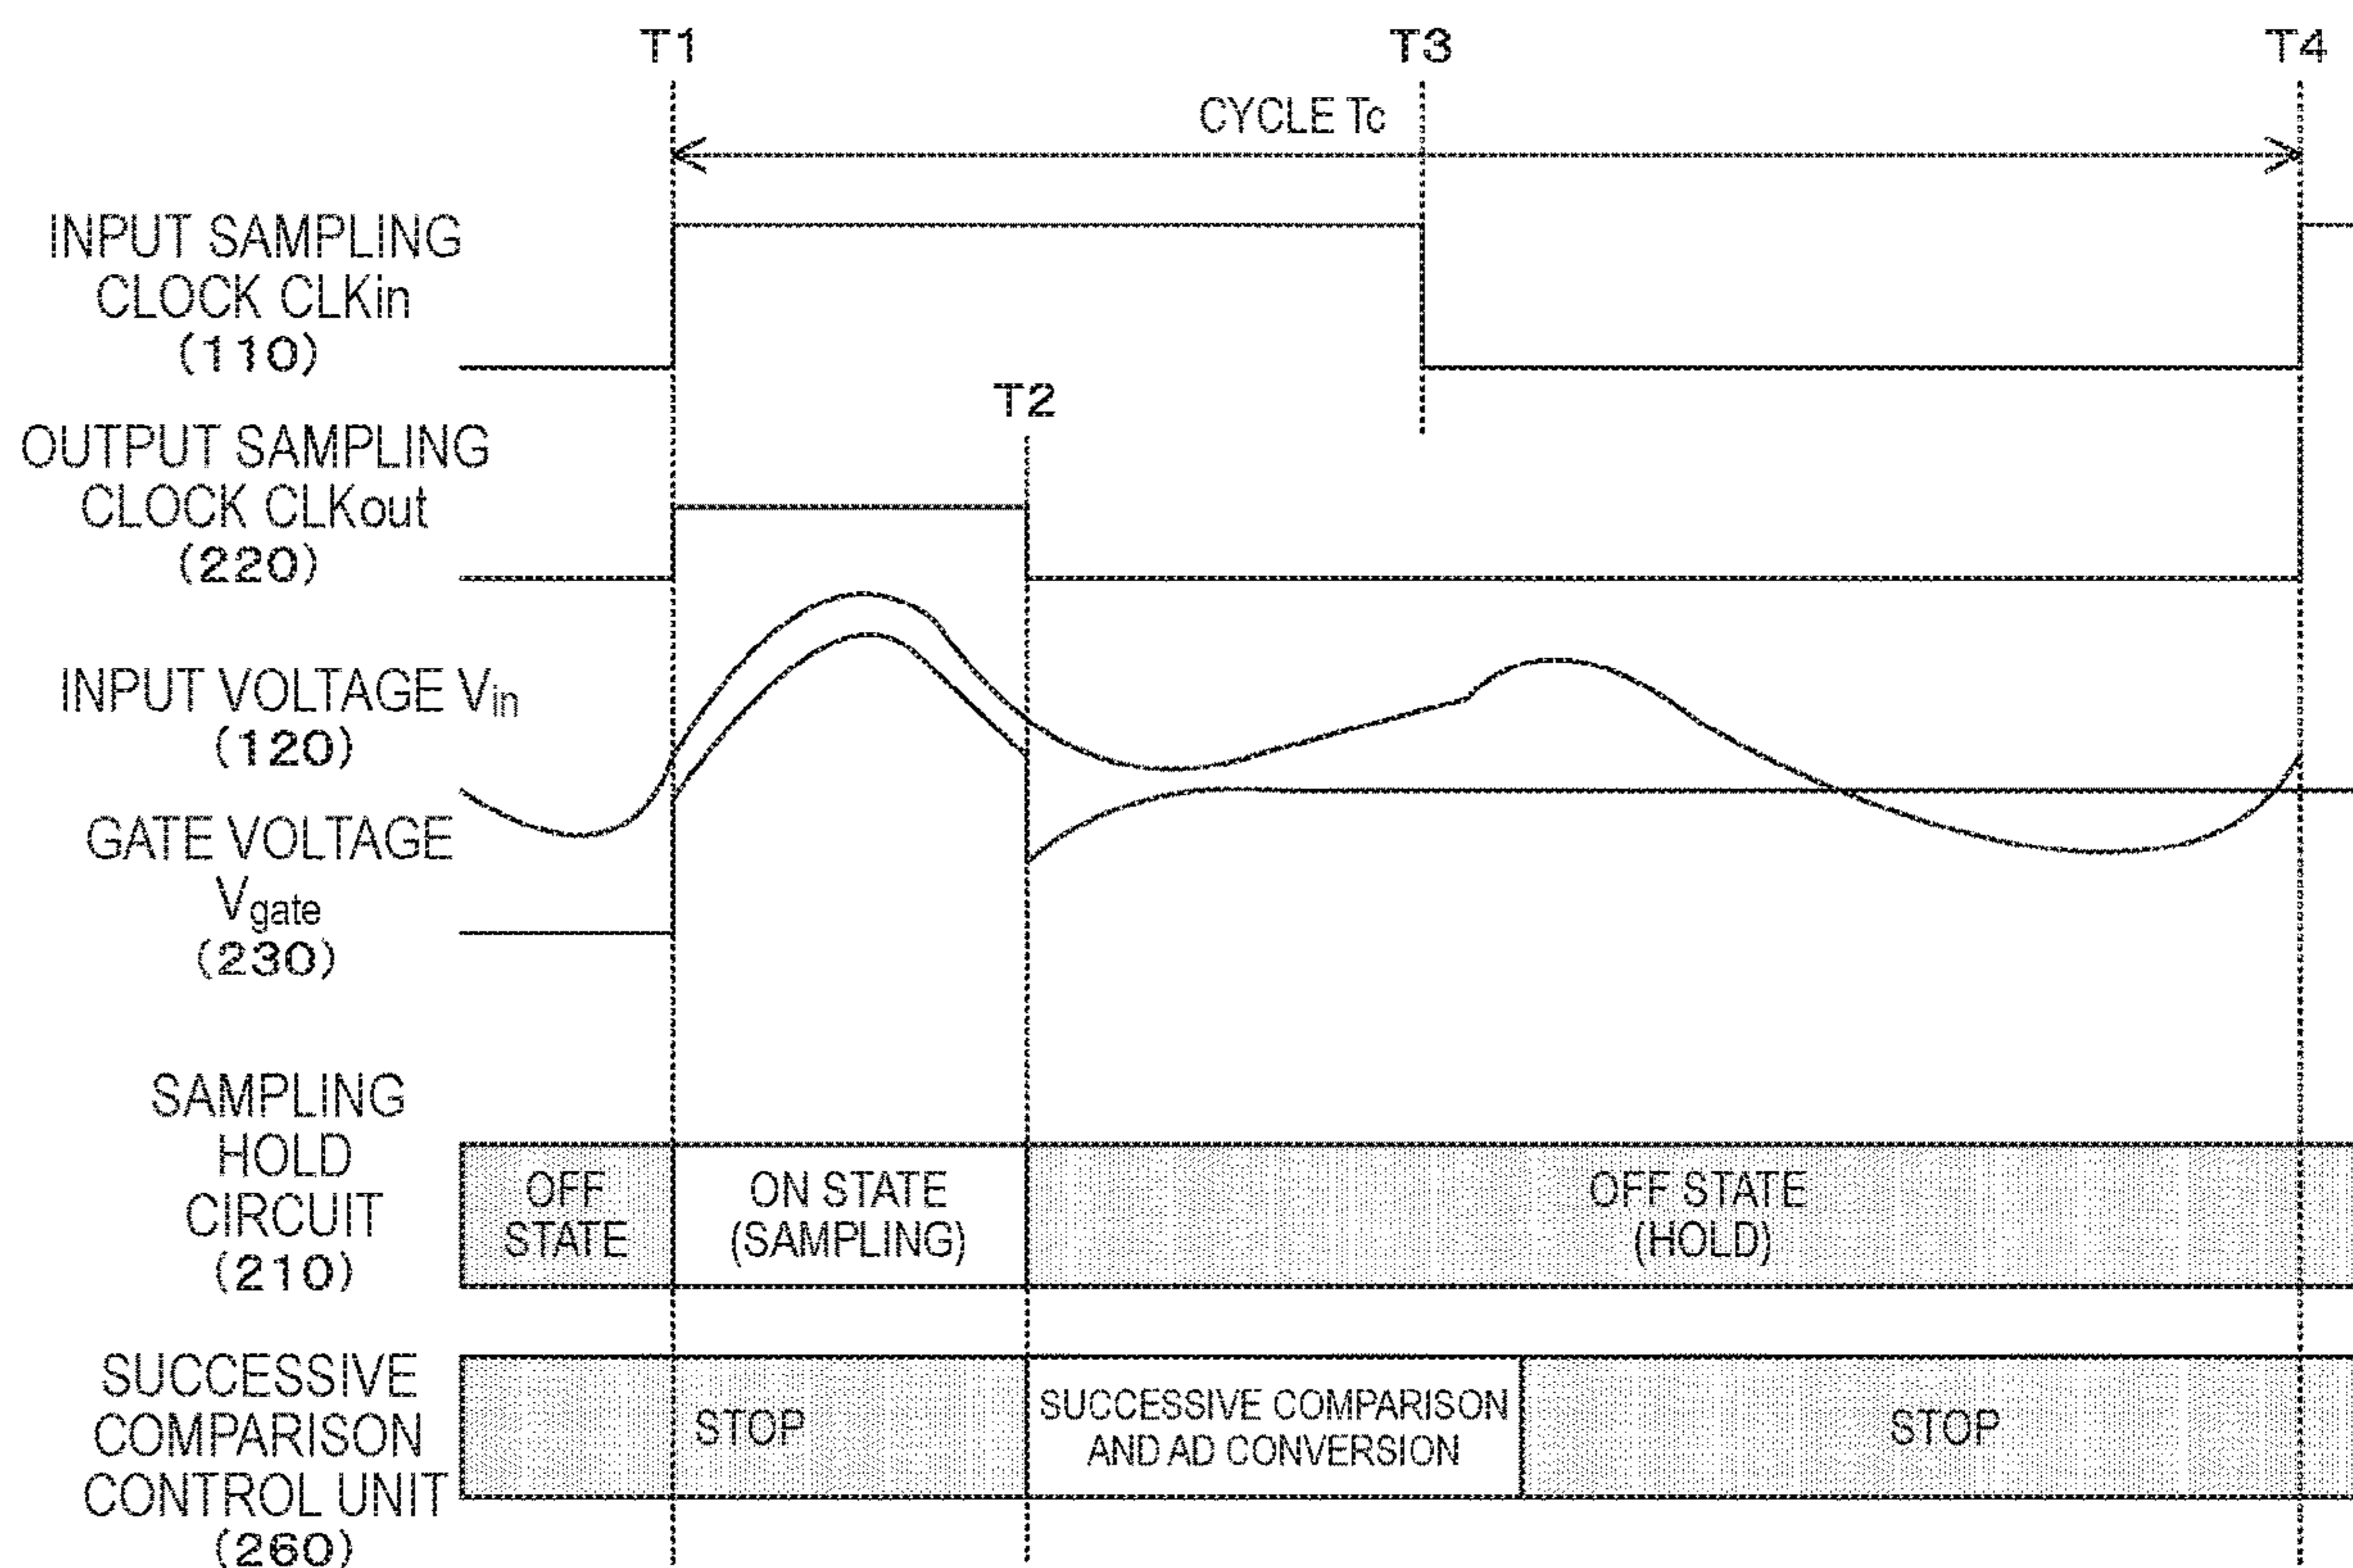 T1
T3
T4
CYCLE Tc
INPUT SAMPLING
CLOCK CLKin
(110)
T2
OUTPUT SAMPLING
CLOCK CLKout
(220)
INPUT VOLTAGE Vin
(120)
GATE VOLTAGE
Vgate
(230)
SAMPLING
HOLD
CIRCUIT
(210)
OFF
STATE
ON STATE
(SAMPLING)
OFF STATE
(HOLD)
SUCCESSIVE
COMPARISON
CONTROL UNIT
(260)
STOP
SUCCESSIVE COMPARISON
AND AD CONVERSION
STOP